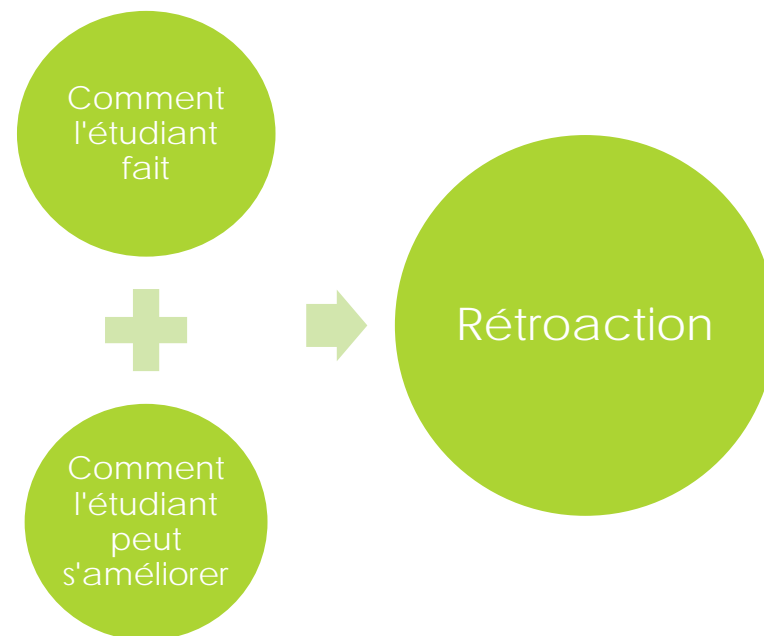 Comment
l'étudiant
fait
Rétroaction
Comment
l'étudiant
peut
s'améliorer